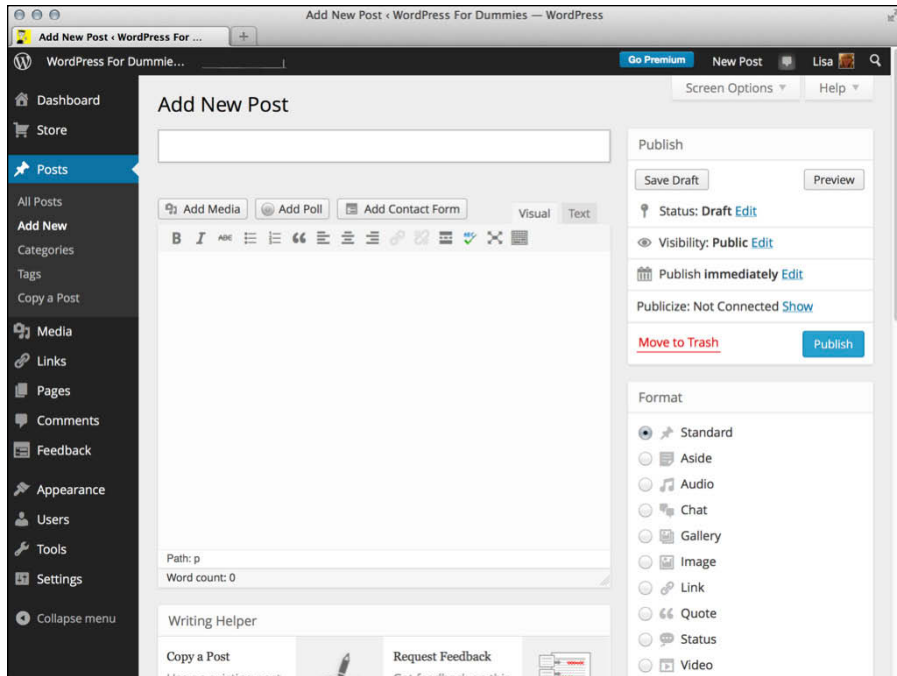 Add New Post ‹ WordPress For Dummies — WordPress
Add New Post ‹ WordPress For ...
WordPress For Dummie...
Go Premium
New Post
Lisa
Screen Options
Help
Dashboard
Store
Posts
All Posts
Add New
Categories
Tags
Copy a Post
Media
Links
Pages
Comments
Feedback
Appearance
Users
Tools
Settings
Collapse menu
Add New Post
Add Media
Add Poll
Add Contact Form
Visual
Text
B I ABC
Path: p
Word count: 0
Writing Helper
Copy a Post
Request Feedback
Publish
Save Draft
Preview
Status: Draft Edit
Visibility: Public Edit
Publish immediately Edit
Publicize: Not Connected Show
Move to Trash
Publish
Format
Standard
Aside
Audio
Chat
Gallery
Image
Link
Quote
Status
Video